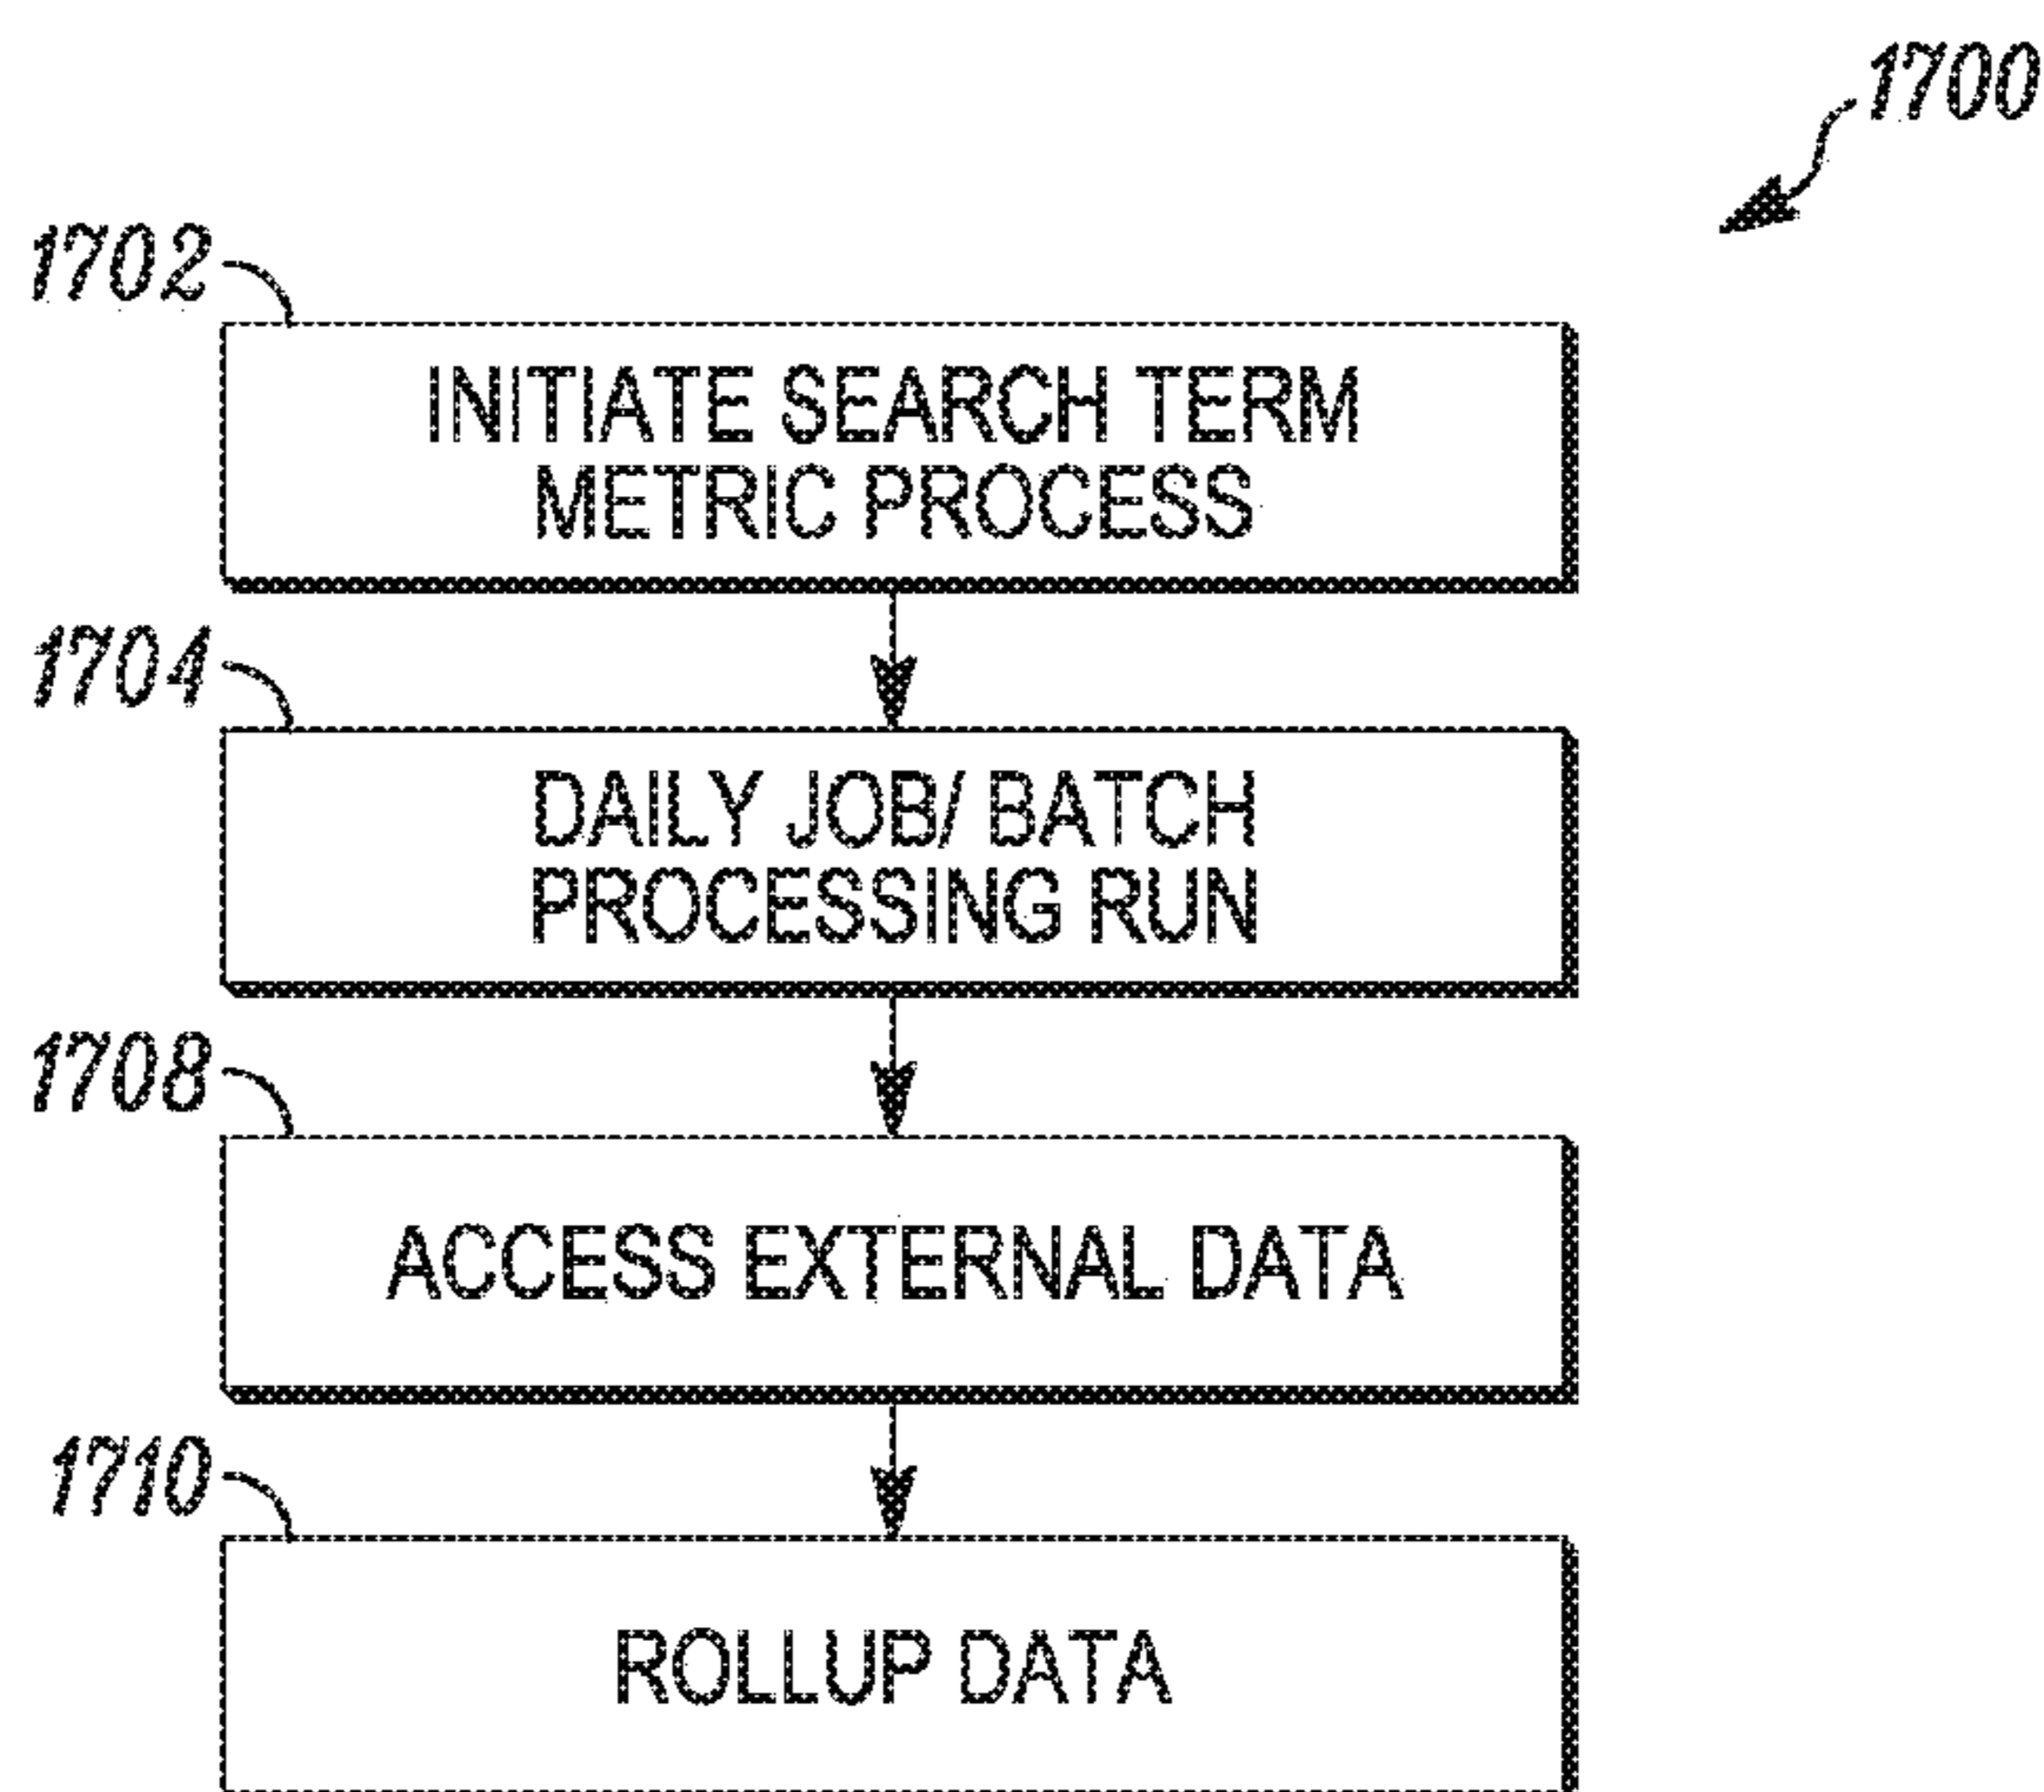 1700
1702
INITIATE SEARCH TERM
METRIC PROCESS
1704
DAILY JOB/ BATCH
PROCESSING RUN
1708
ACCESS EXTERNAL DATA
1710
ROLLUP DATA